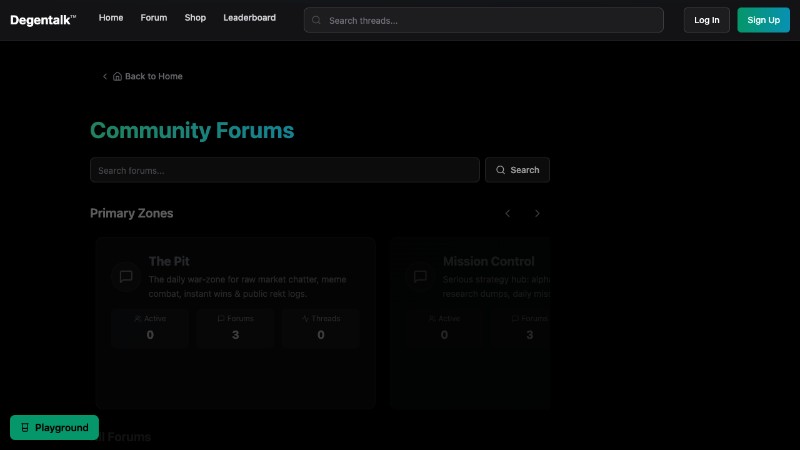 Degentalk™
Home
Forum
Shop
Leaderboard
Search threads...
Log In
Sign Up
Back to Home
Community Forums
Search forums...
Search
Primary Zones
The Pit
The daily war-zone for raw market chatter, meme
combat, instant wins & public rekt logs.
Active
0
Forums
3
Threads
0
Mission Control
Serious strategy hub: alph
research dumps, daily mis
Active
0
Forums
3
Playground
ll Forums